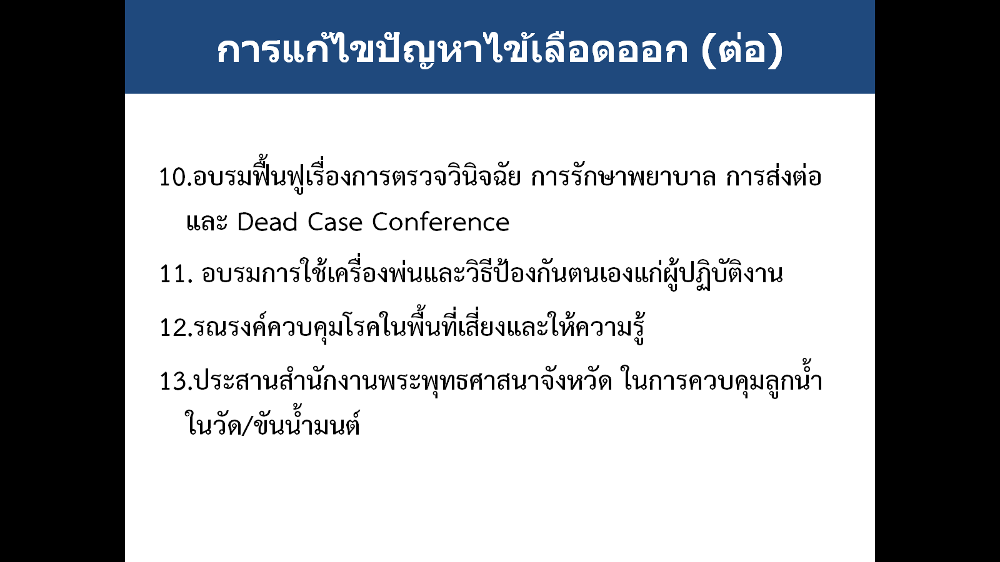 การแก้ไขปัญหาไข้เลือดออก (ต่อ)
10.อบรมฟื้นฟูเรื่องการตรวจวินิจฉัย การรักษาพยาบาล การส่งต่อ
และ Dead Case Conference
11. อบรมการใช้เครื่องพ่นและวิธีป้องกันตนเองแก่ผู้ปฏิบัติงาน
12.รณรงค์ควบคุมโรคในพื้นที่เสี่ยงและให้ความรู้
13.ประสานสำนักงานพระพุทธศาสนาจังหวัด ในการควบคุมลูกน้ำ
ในวัด/ขันน้ำมนต์